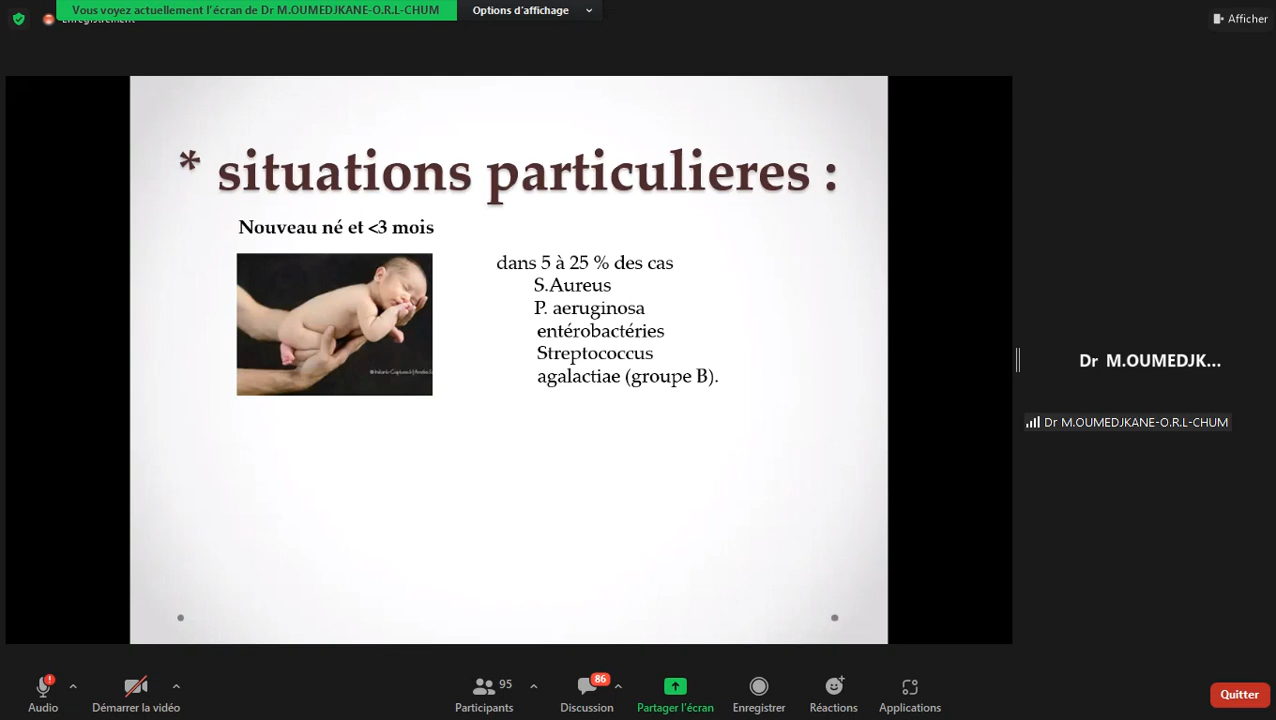 Vous voyez actuellement l'écran de Dr M.OUMEDJKANE-O.R.L-CHUM
Options d'affichage
Enregistrement
Afficher
* situations particulieres :
Nouveau né et <3 mois
dans 5 à 25 % des cas
S.Aureus
P. aeruginosa
entérobactéries
Streptococcus
agalactiae (groupe B).
Dr M.OUMEDJK...
Dr M.OUMEDJKANE-O.R.L-CHUM
95
86
Audio
Démarrer la vidéo
Participants
Discussion
Partager l'écran
Enregistrer
Réactions
Applications
Quitter